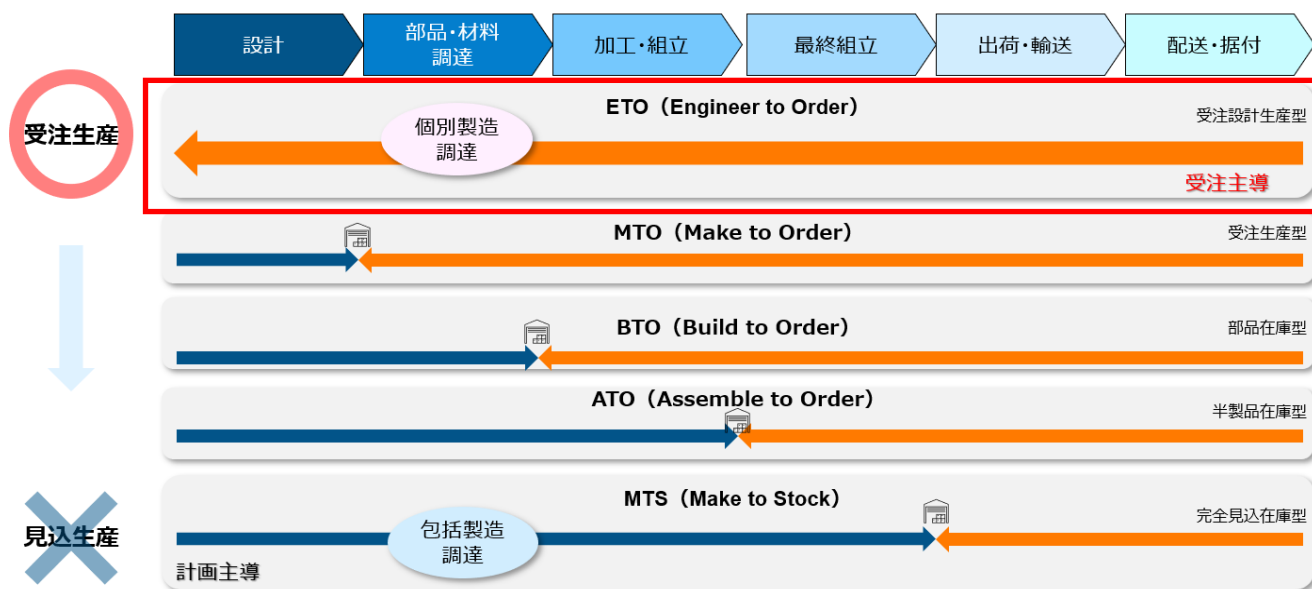 設計
部品・材料
調達
加工・組立
最終組立
出荷・輸送
配送・据付
受注生産
ETO（Engineer to Order）
受注設計生産型
個別製造
調達
受注主導
MTO（Make to Order）
受注生産型
BTO（Build to Order）
部品在庫型
ATO（Assemble to Order）
半製品在庫型
見込生産
MTS（Make to Stock）
完全見込在庫型
包括製造
調達
計画主導